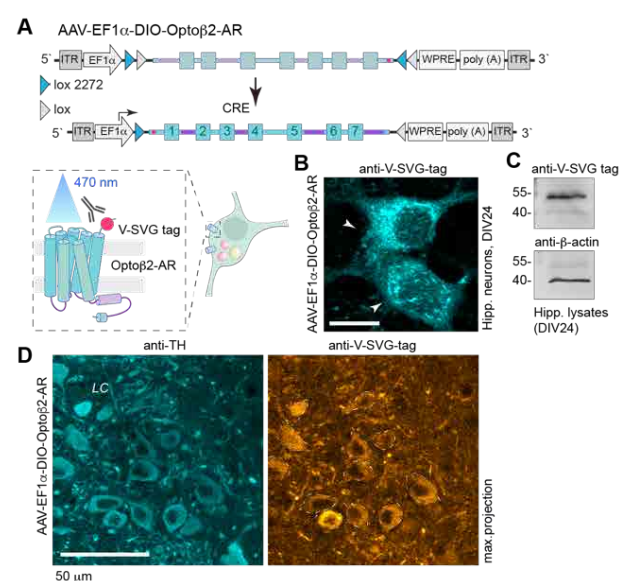 A
AAV-EF1α-DIO-Optoβ2-AR
5` ITR EF1α WPRE poly (A) ITR 3`
lox 2272
lox
CRE
5` ITR EF1α 1 2 3 4 5 6 7 WPRE poly (A) ITR 3`
470 nm
V-SVG tag
Optoβ2-AR
B
anti-V-SVG-tag
AAV-EF1α-DIO-Optoβ2-AR
Hipp. neurons, DIV24
C
anti-V-SVG tag
55-
40-
anti-β-actin
55-
40-
Hipp. lysates
(DIV24)
D
anti-TH
anti-V-SVG-tag
AAV-EF1α-DIO-Optoβ2-AR
LC
max.projection
50 μm